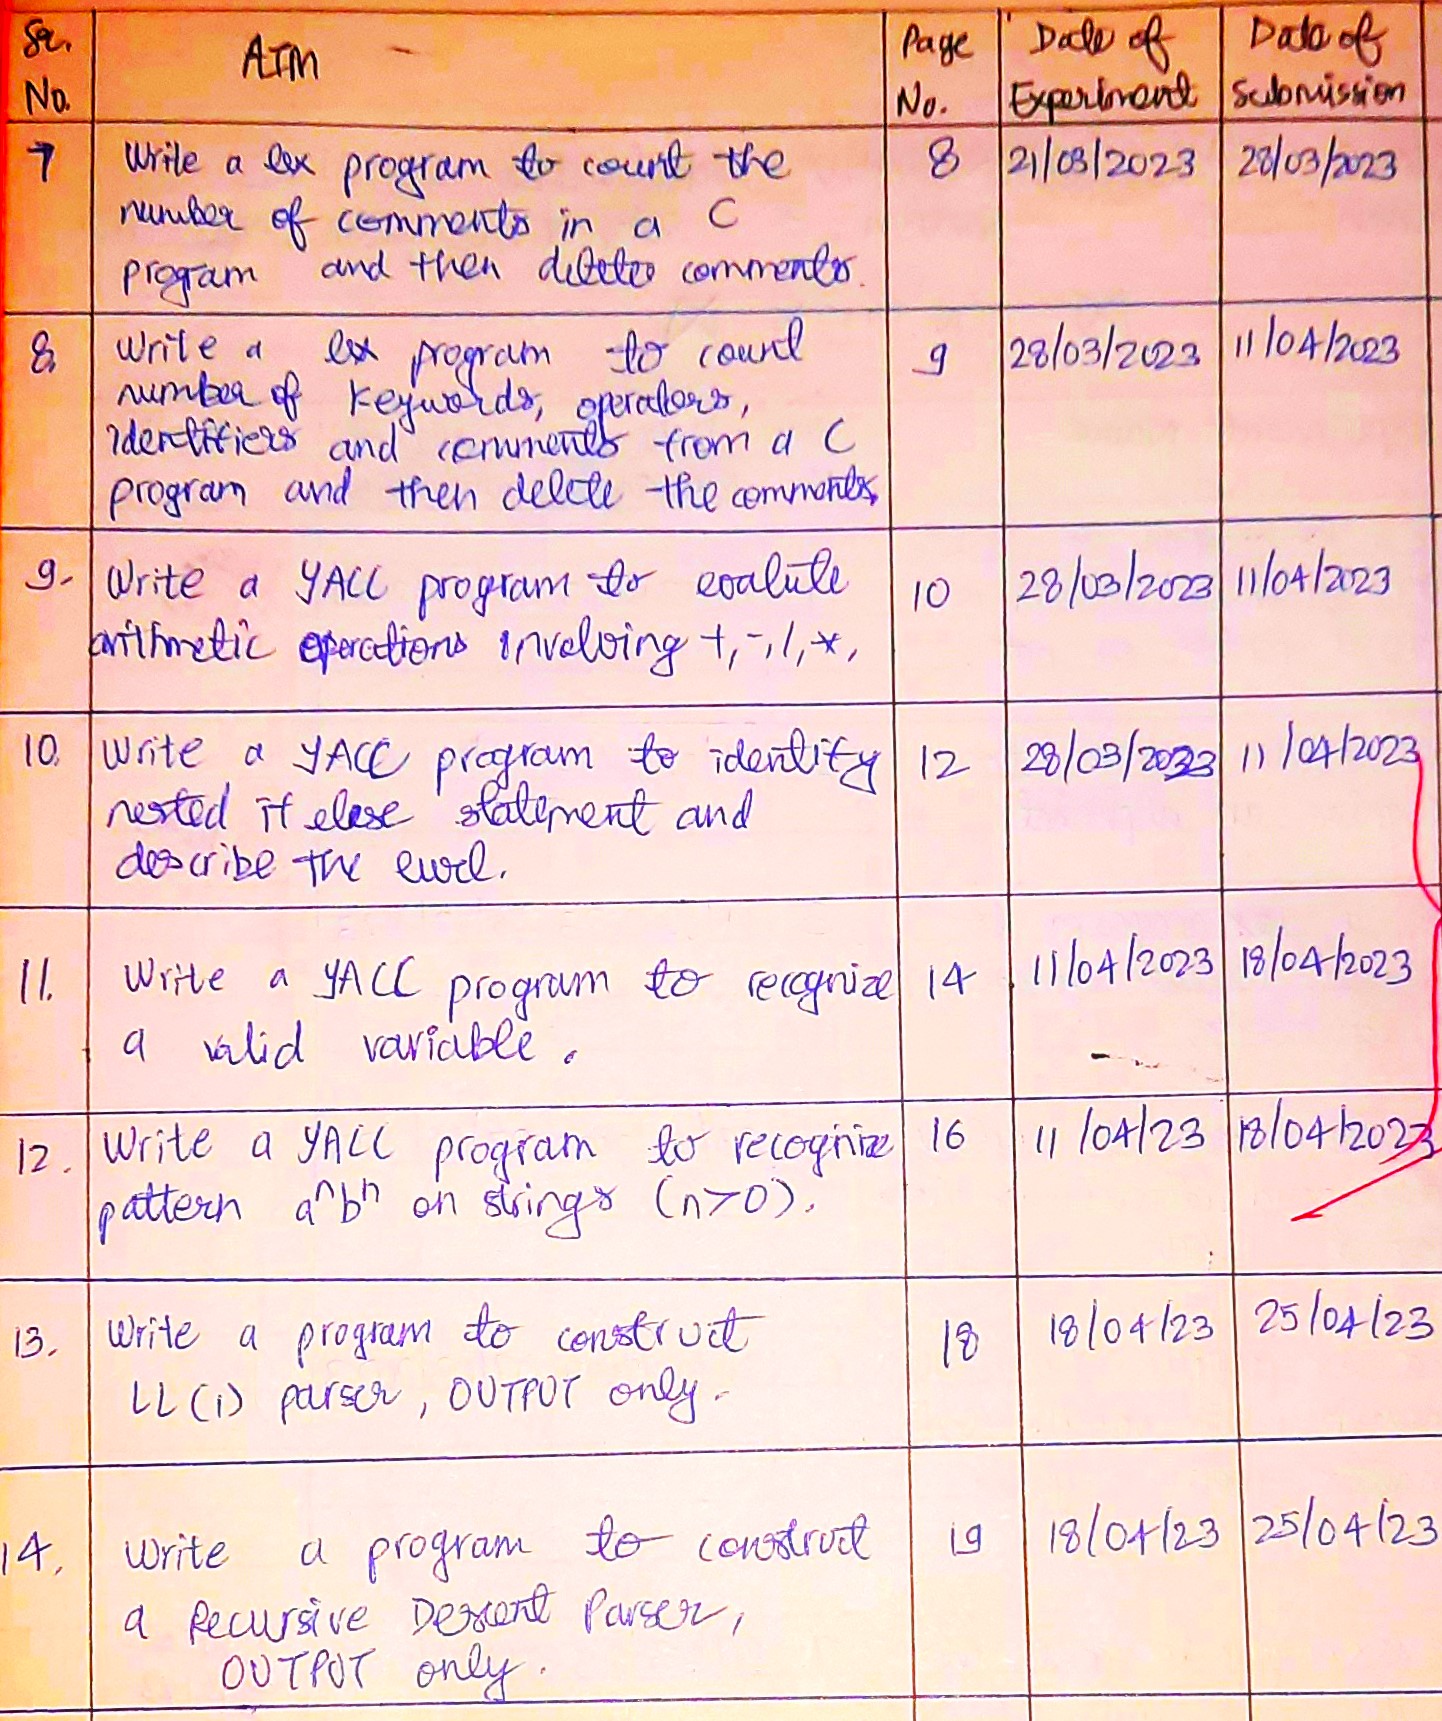 Sr. No. AIM Page No. Date of Experiment Date of Submission
7 Write a lex program to count the 8 21/03/2023 28/03/2023
number of comments in a C
program and then delete comments.
8. Write a lex program to count 9 28/03/2023 11/04/2023
number of keywords, operators,
identifiers and comments from a C
program and then delete the comments,
9. Write a YACC program to evalute 10 28/03/2023 11/04/2023
arithmetic operations involving +,-,/,*,
10. Write a YACC program to identify 12 28/03/2023 11/04/2023
nested if else statement and
describe the
11. Write a YACC program to recognize 14 11/04/2023 18/04/2023
a valid variable.
12. Write a YACC program to recognize 16 11/04/23 18/04/2023
pattern aⁿbⁿ on strings (n>0).
13. Write a program to construct 18 18/04/23 25/04/23
LL(1) parser, OUTPUT only.
14. Write a program to construct 19 18/04/23 25/04/23
a Recursive Descent Parser,
OUTPUT only.